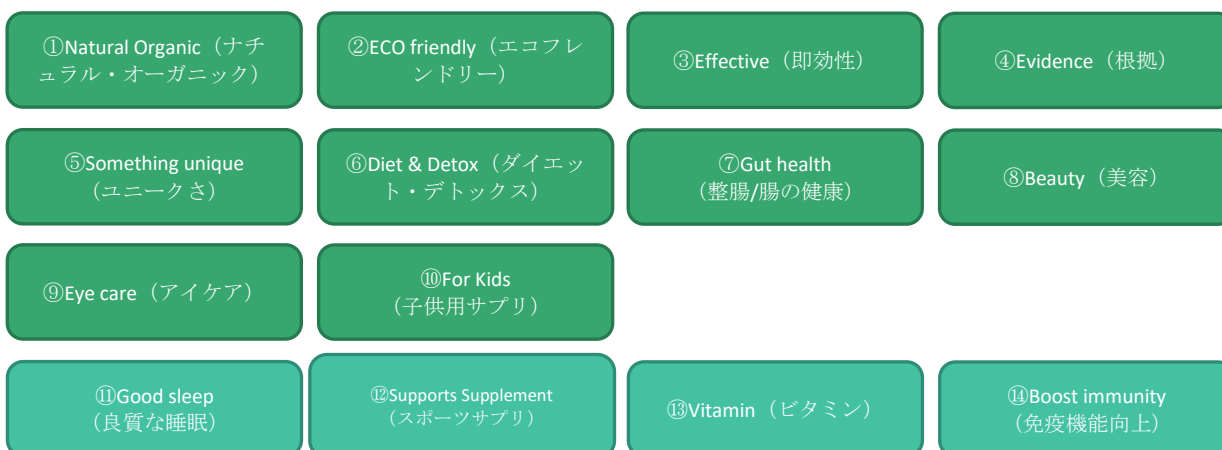 ①Natural Organic（ナチ
ュラル・オーガニック）
②ECO friendly（エコフレ
ンドリー）
③Effective（即効性）
④Evidence（根拠）
⑤Something unique
（ユニークさ）
⑥Diet & Detox（ダイエッ
ト・デトックス）
⑦Gut health
（整腸/腸の健康）
⑧Beauty（美容）
⑨Eye care（アイケア）
⑩For Kids
（子供用サプリ）
⑪Good sleep
（良質な睡眠）
⑫Supports Supplement
（スポーツサプリ）
⑬Vitamin（ビタミン）
⑭Boost immunity
（免疫機能向上）